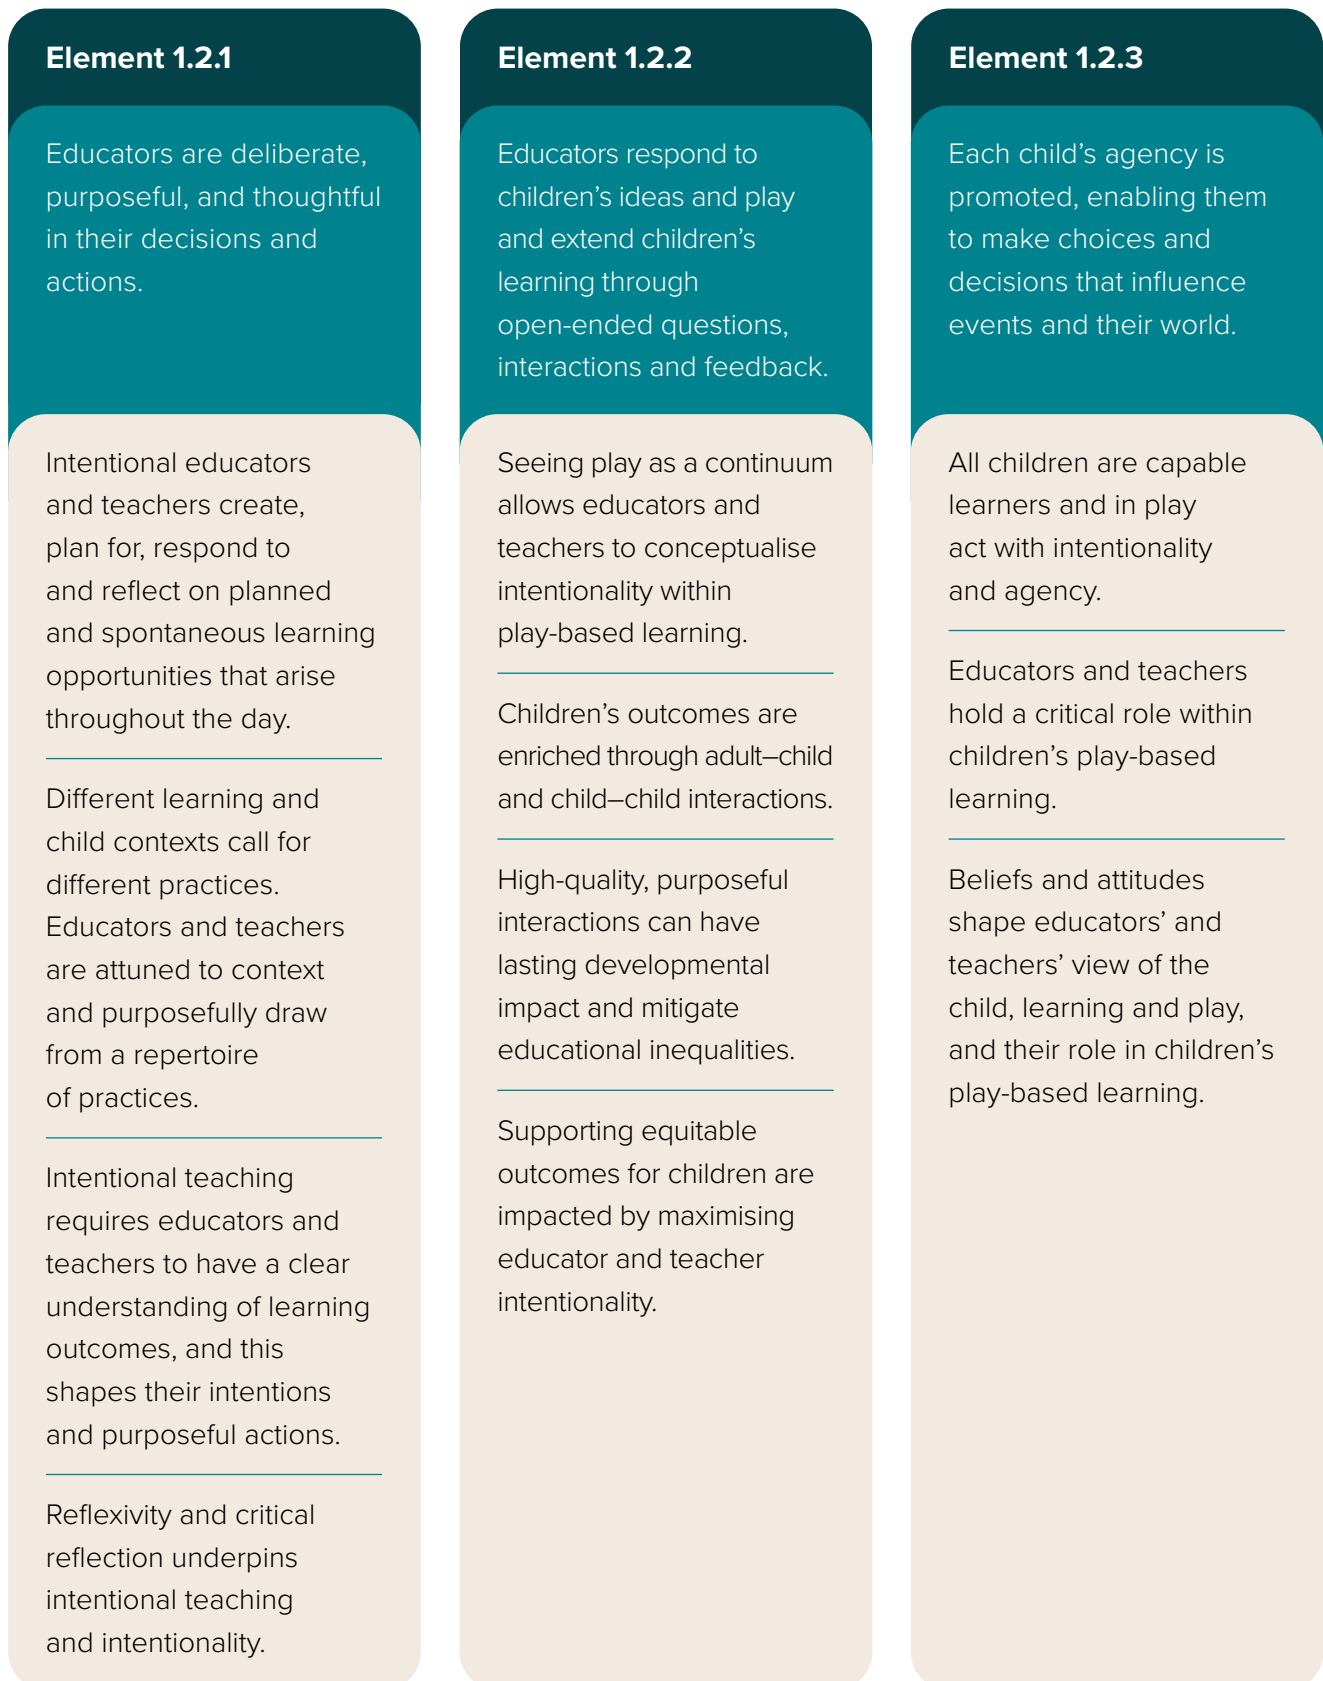 Element 1.2.1
Educators are deliberate,
purposeful, and thoughtful
in their decisions and
actions.
Intentional educators
and teachers create,
plan for, respond to
and reflect on planned
and spontaneous learning
opportunities that arise
throughout the day.
Different learning and
child contexts call for
different practices.
Educators and teachers
are attuned to context
and purposefully draw
from a repertoire
of practices.
Intentional teaching
requires educators and
teachers to have a clear
understanding of learning
outcomes, and this
shapes their intentions
and purposeful actions.
Reflexivity and critical
reflection underpins
intentional teaching
and intentionality.
Element 1.2.2
Educators respond to
children’s ideas and play
and extend children’s
learning through
open-ended questions,
interactions and feedback.
Seeing play as a continuum
allows educators and
teachers to conceptualise
intentionality within
play-based learning.
Children’s outcomes are
enriched through adult–child
and child–child interactions.
High-quality, purposeful
interactions can have
lasting developmental
impact and mitigate
educational inequalities.
Supporting equitable
outcomes for children are
impacted by maximising
educator and teacher
intentionality.
Element 1.2.3
Each child’s agency is
promoted, enabling them
to make choices and
decisions that influence
events and their world.
All children are capable
learners and in play
act with intentionality
and agency.
Educators and teachers
hold a critical role within
children’s play-based
learning.
Beliefs and attitudes
shape educators’ and
teachers’ view of the
child, learning and play,
and their role in children’s
play-based learning.